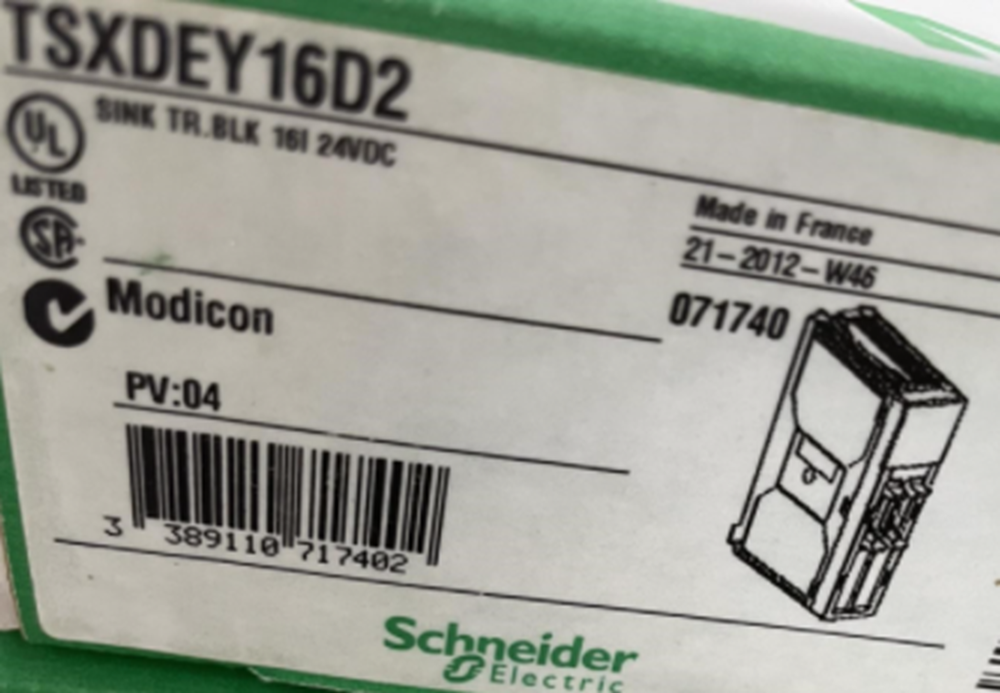 TSXDEY16D2
SINK TR.BLK 16I 24VDC
UL
LISTED
SA
Made in France
21-2012-W46
Modicon
071740
PV:04
3 389110 717402
Schneider
Electric